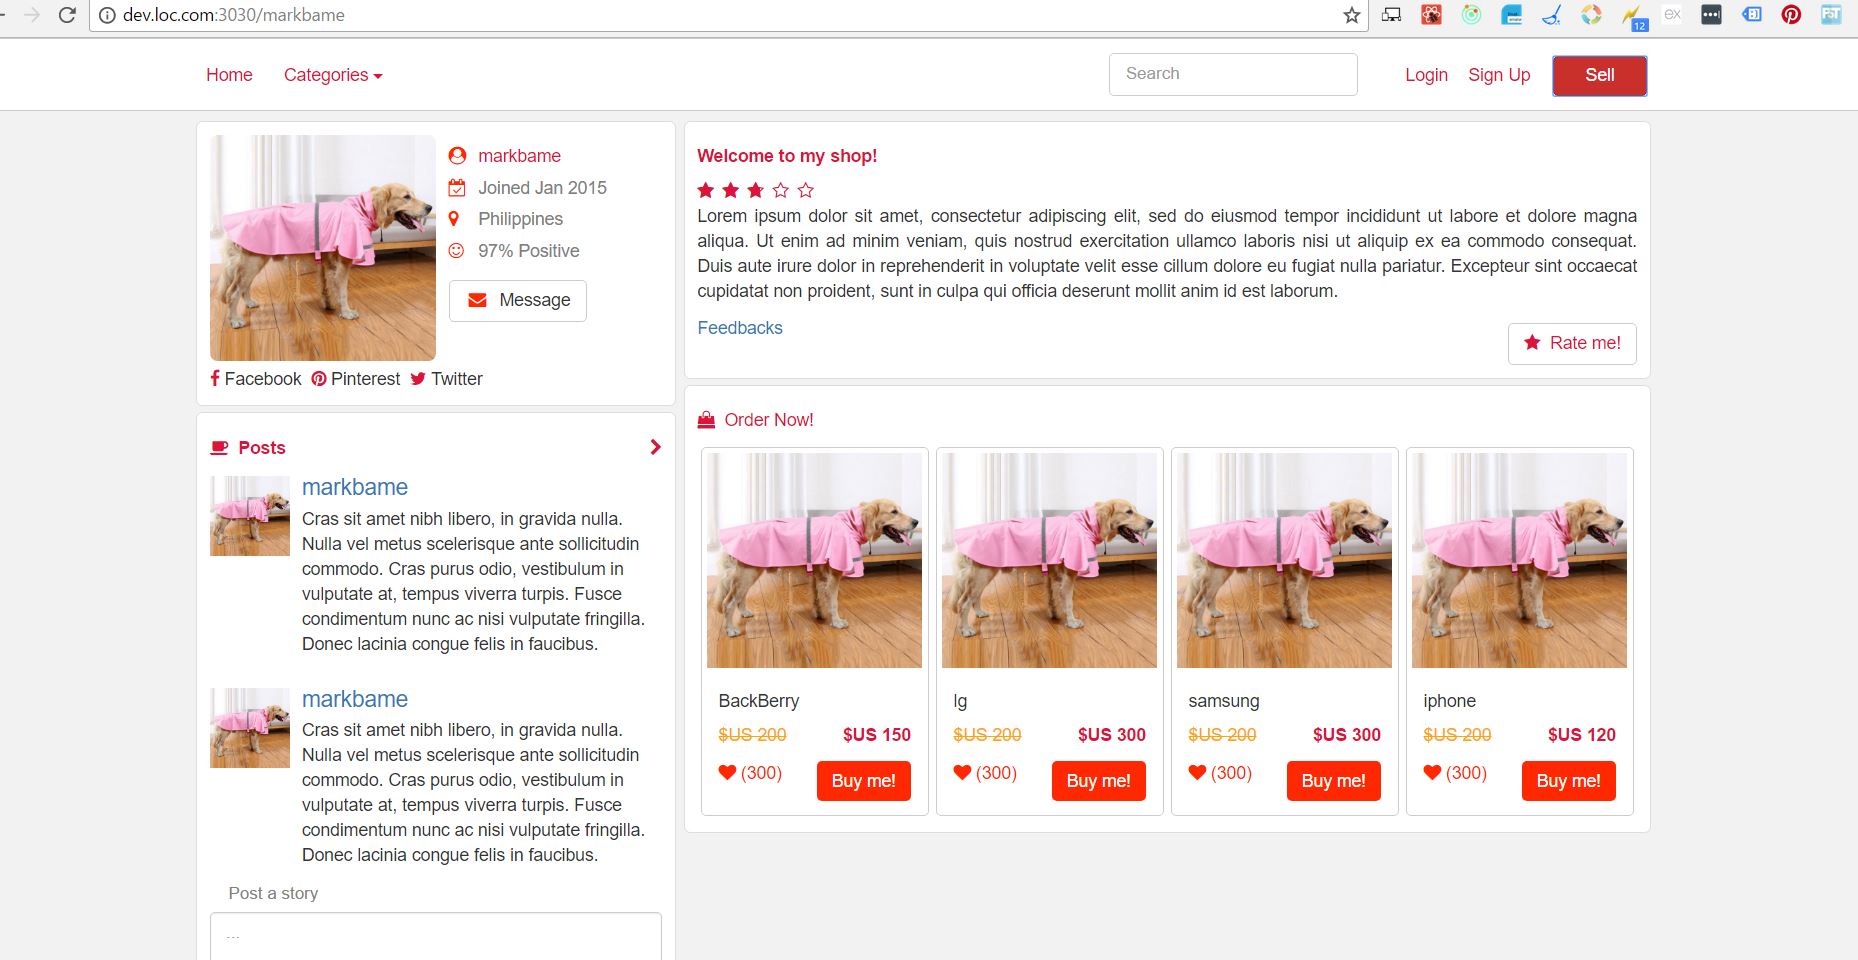 dev.loc.com:3030/markbame
12
Home
Categories
Search
Login
Sign Up
Sell
markbame
Joined Jan 2015
Philippines
97% Positive
Message
Facebook
Pinterest
Twitter
Welcome to my shop!
Lorem ipsum dolor sit amet, consectetur adipiscing elit, sed do eiusmod tempor incididunt ut labore et dolore magna
aliqua. Ut enim ad minim veniam, quis nostrud exercitation ullamco laboris nisi ut aliquip ex ea commodo consequat.
Duis aute irure dolor in reprehenderit in voluptate velit esse cillum dolore eu fugiat nulla pariatur. Excepteur sint occaecat
cupidatat non proident, sunt in culpa qui officia deserunt mollit anim id est laborum.
Feedbacks
Rate me!
Posts
markbame
Cras sit amet nibh libero, in gravida nulla.
Nulla vel metus scelerisque ante sollicitudin
commodo. Cras purus odio, vestibulum in
vulputate at, tempus viverra turpis. Fusce
condimentum nunc ac nisi vulputate fringilla.
Donec lacinia congue felis in faucibus.
markbame
Cras sit amet nibh libero, in gravida nulla.
Nulla vel metus scelerisque ante sollicitudin
commodo. Cras purus odio, vestibulum in
vulputate at, tempus viverra turpis. Fusce
condimentum nunc ac nisi vulputate fringilla.
Donec lacinia congue felis in faucibus.
Post a story
...
Order Now!
BackBerry
$US 200 $US 150
(300) Buy me!
lg
$US 200 $US 300
(300) Buy me!
samsung
$US 200 $US 300
(300) Buy me!
iphone
$US 200 $US 120
(300) Buy me!